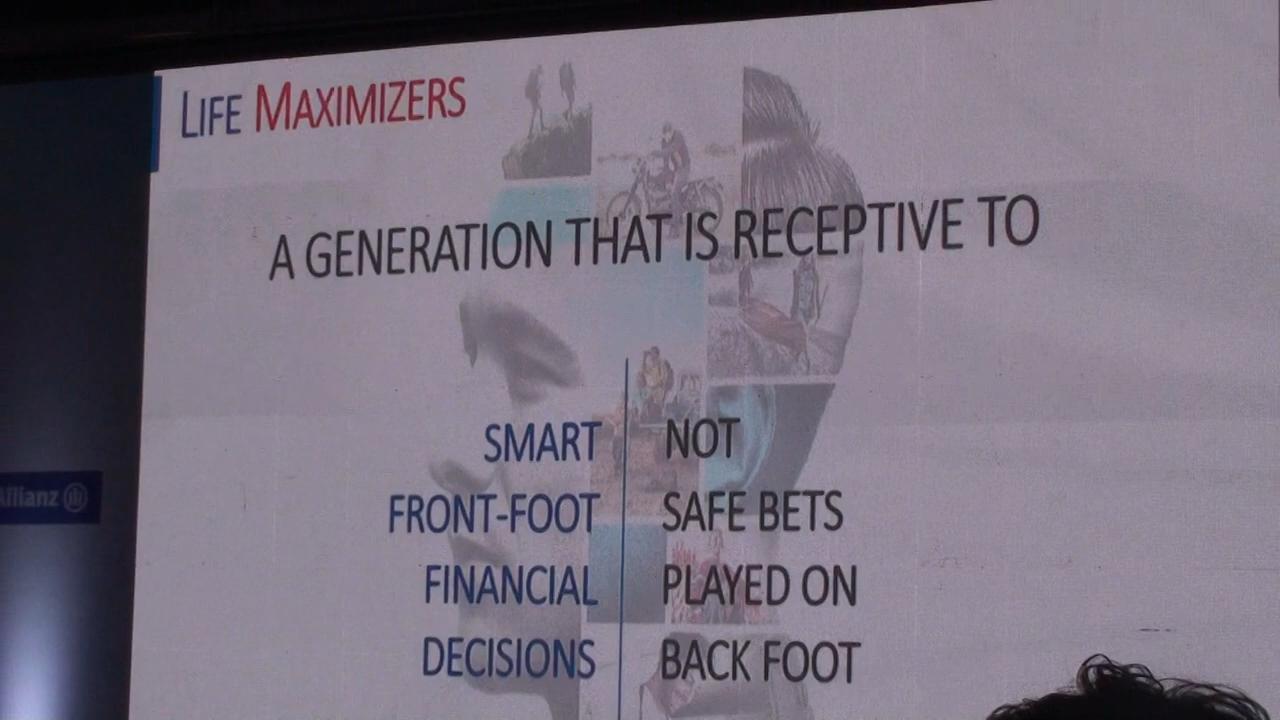 LIFE MAXIMIZERS
A GENERATION THAT IS RECEPTIVE TO
SMART
FRONT-FOOT
FINANCIAL
DECISIONS
NOT
SAFE BETS
PLAYED ON
BACK FOOT
Allianz